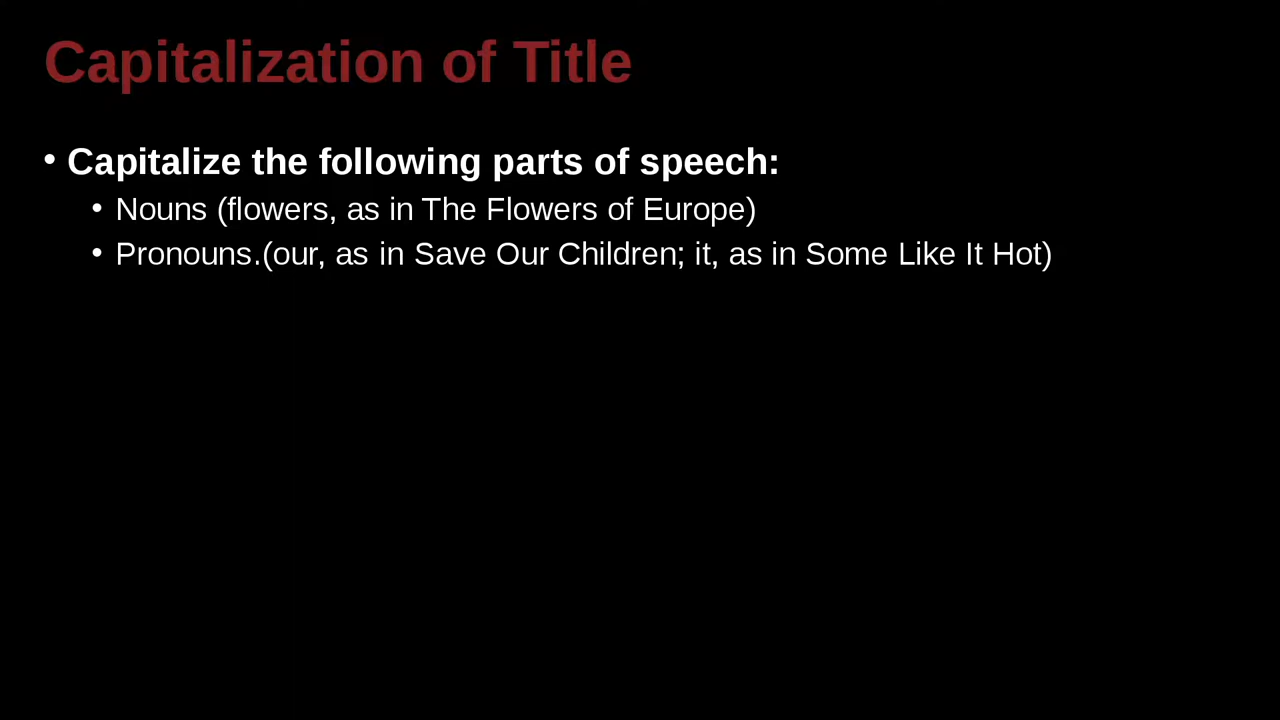 Capitalization of Title
• Capitalize the following parts of speech:
• Nouns (flowers, as in The Flowers of Europe)
• Pronouns.(our, as in Save Our Children; it, as in Some Like It Hot)